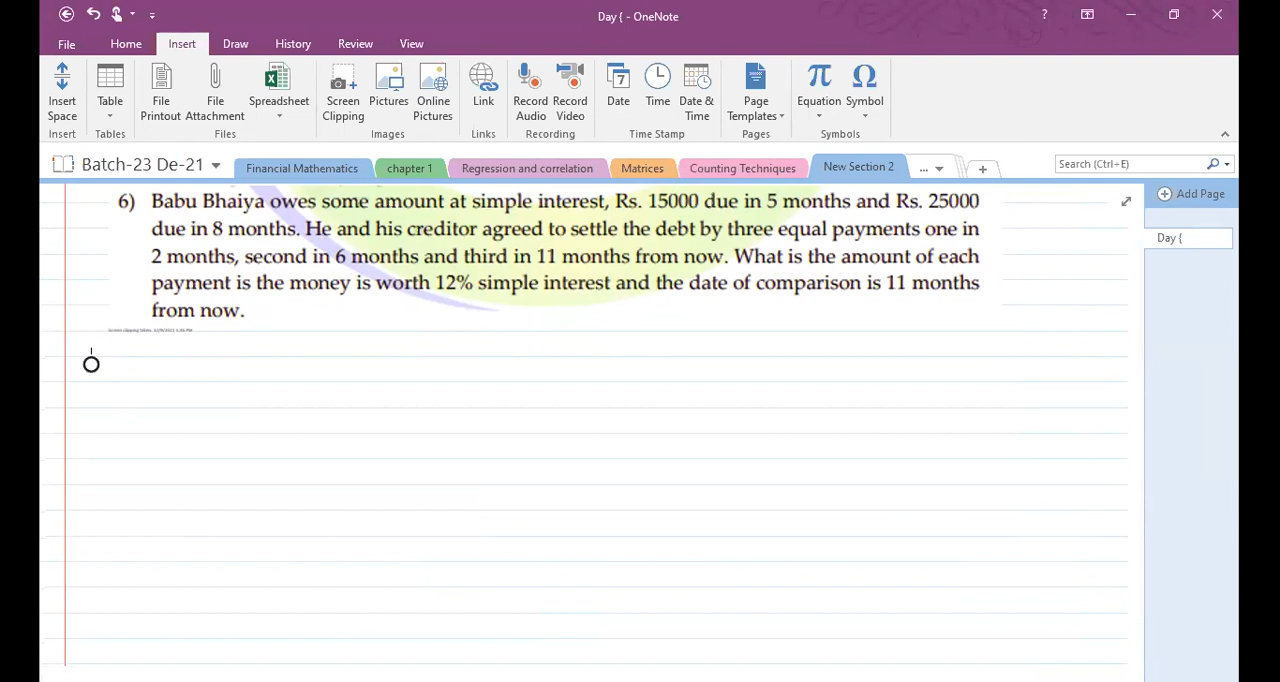 Day { - OneNote
?
File Home Insert Draw History Review View
Insert Space Table File Printout File Attachment Spreadsheet Screen Clipping Pictures Online Pictures Link Record Audio Record Video Date Time Date & Time Page Templates Equation Symbol
π Ω
7
Insert Tables Files Images Links Recording Time Stamp Pages Symbols
Batch-23 De-21 Financial Mathematics chapter 1 Regression and correlation Matrices Counting Techniques New Section 2 ... Search (Ctrl+E)
Add Page
Day {
6) Babu Bhaiya owes some amount at simple interest, Rs. 15000 due in 5 months and Rs. 25000
due in 8 months. He and his creditor agreed to settle the debt by three equal payments one in
2 months, second in 6 months and third in 11 months from now. What is the amount of each
payment is the money is worth 12% simple interest and the date of comparison is 11 months
from now.